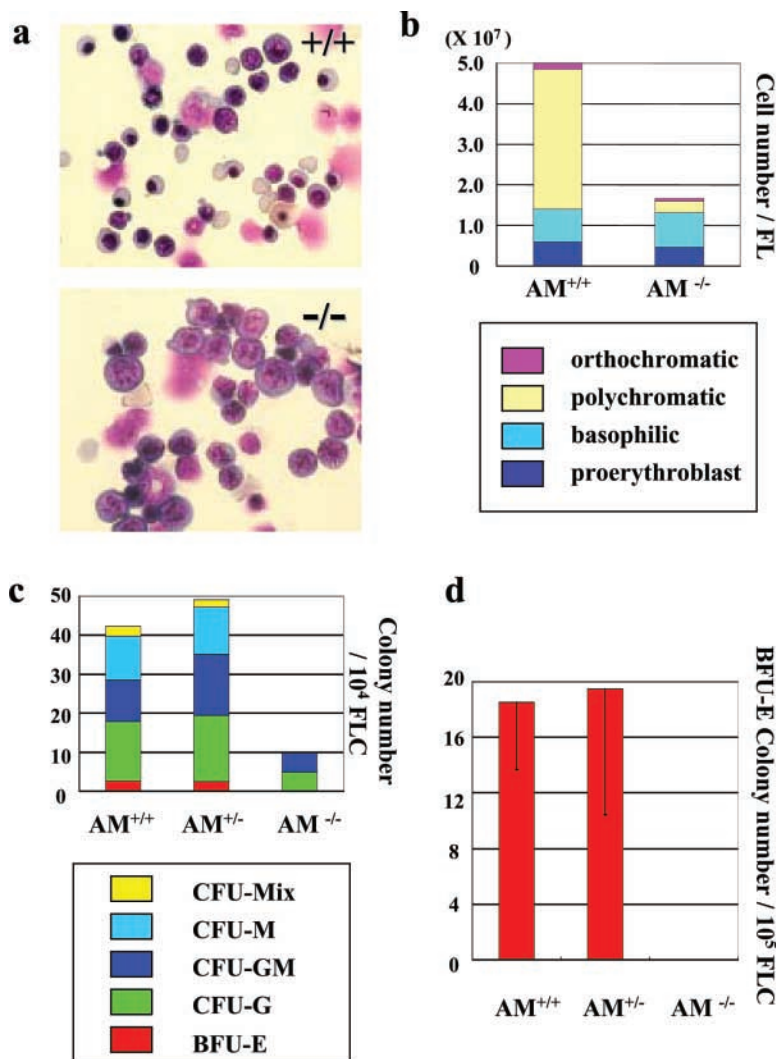 a
+/+
-/-
b
(X 10⁷)
5.0
4.0
3.0
2.0
1.0
0
Cell number / FL
AM+/+ AM -/-
orthochromatic
polychromatic
basophilic
proerythroblast
c
50
40
30
20
10
0
Colony number
/ 10⁴ FLC
AM+/+ AM+/- AM -/-
CFU-Mix
CFU-M
CFU-GM
CFU-G
BFU-E
d
20
12
8
4
0
BFU-E Colony number / 10⁵ FLC
AM+/+ AM+/- AM -/-